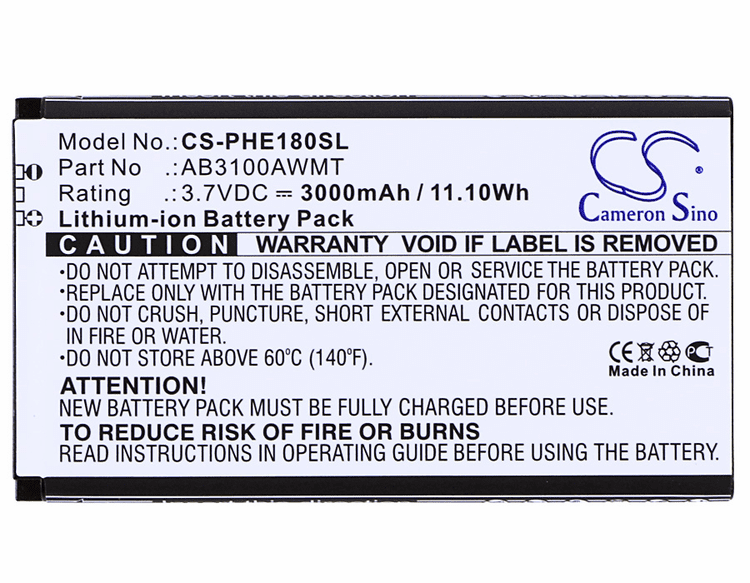 Model No.:CS-PHE180SL
Part No :AB3100AWMT
Rating :3.7VDC ⎓ 3000mAh / 11.10Wh
Lithium-ion Battery Pack
CS
Cameron Sino
CAUTION WARRANTY VOID IF LABEL IS REMOVED
•DO NOT ATTEMPT TO DISASSEMBLE, OPEN OR SERVICE THE BATTERY PACK.
•REPLACE ONLY WITH THE BATTERY PACK DESIGNATED FOR THIS PRODUCT.
•DO NOT CRUSH, PUNCTURE, SHORT EXTERNAL CONTACTS OR DISPOSE OF
IN FIRE OR WATER.
•DO NOT STORE ABOVE 60°C (140°F).
CE PCT
Made In China
ATTENTION!
NEW BATTERY PACK MUST BE FULLY CHARGED BEFORE USE.
TO REDUCE RISK OF FIRE OR BURNS
READ INSTRUCTIONS IN OPERATING GUIDE BEFORE USING THE BATTERY.
Insert this direction